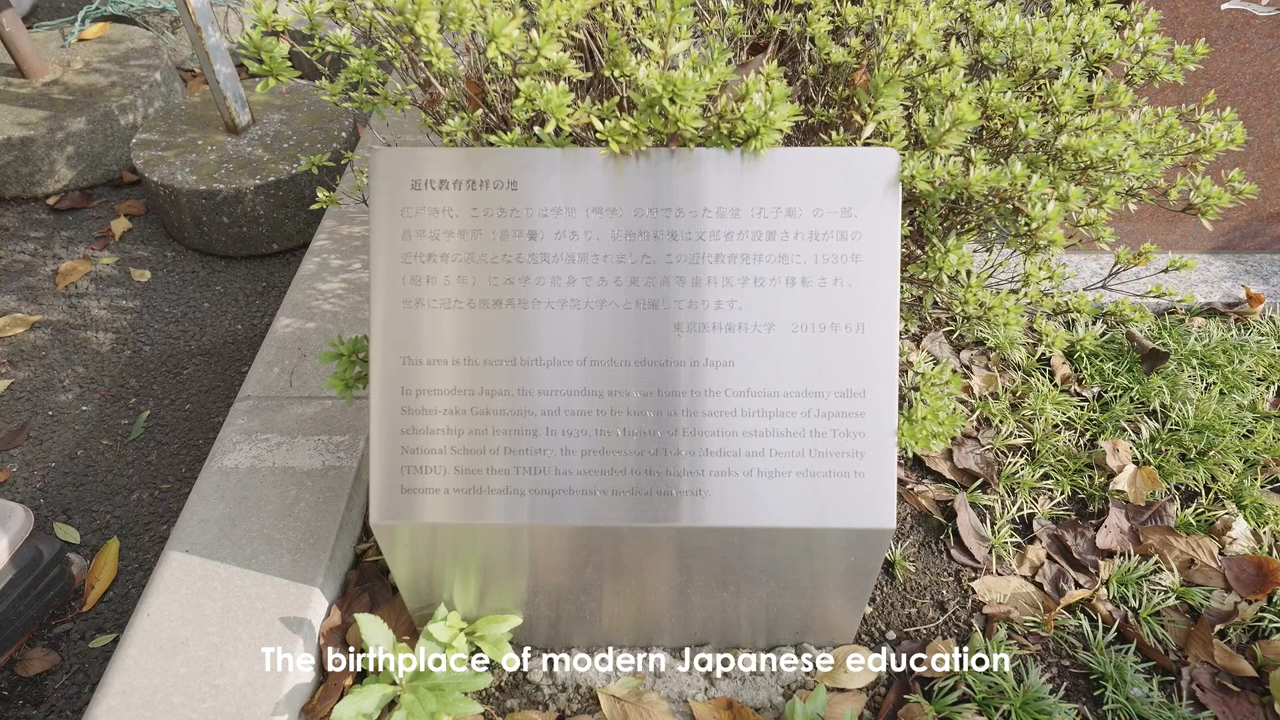 近代教育発祥の地
江戸時代、このあたりは学問（儒学）の府であった聖堂（孔子廟）の一部、
昌平坂学問所（昌平黌）があり、明治維新後は文部省が設置され我が国の
近代教育の原点となる施策が展開されました。この近代教育発祥の地に、1930年
（昭和５年）に本学の前身である東京高等歯科医学校が移転され、
世界に冠たる医療系総合大学院大学へと飛躍しております。
東京医科歯科大学　2019年6月
This area is the sacred birthplace of modern education in Japan
In premodern Japan, the surrounding area was home to the Confucian academy called
Shohei-zaka Gakumonjo, and came to be known as the sacred birthplace of Japanese
scholarship and learning. In 1930, the Ministry of Education established the Tokyo
National School of Dentistry, the predecessor of Tokyo Medical and Dental University
(TMDU). Since then TMDU has ascended to the highest ranks of higher education to
become a world-leading comprehensive medical university.
The birthplace of modern Japanese education